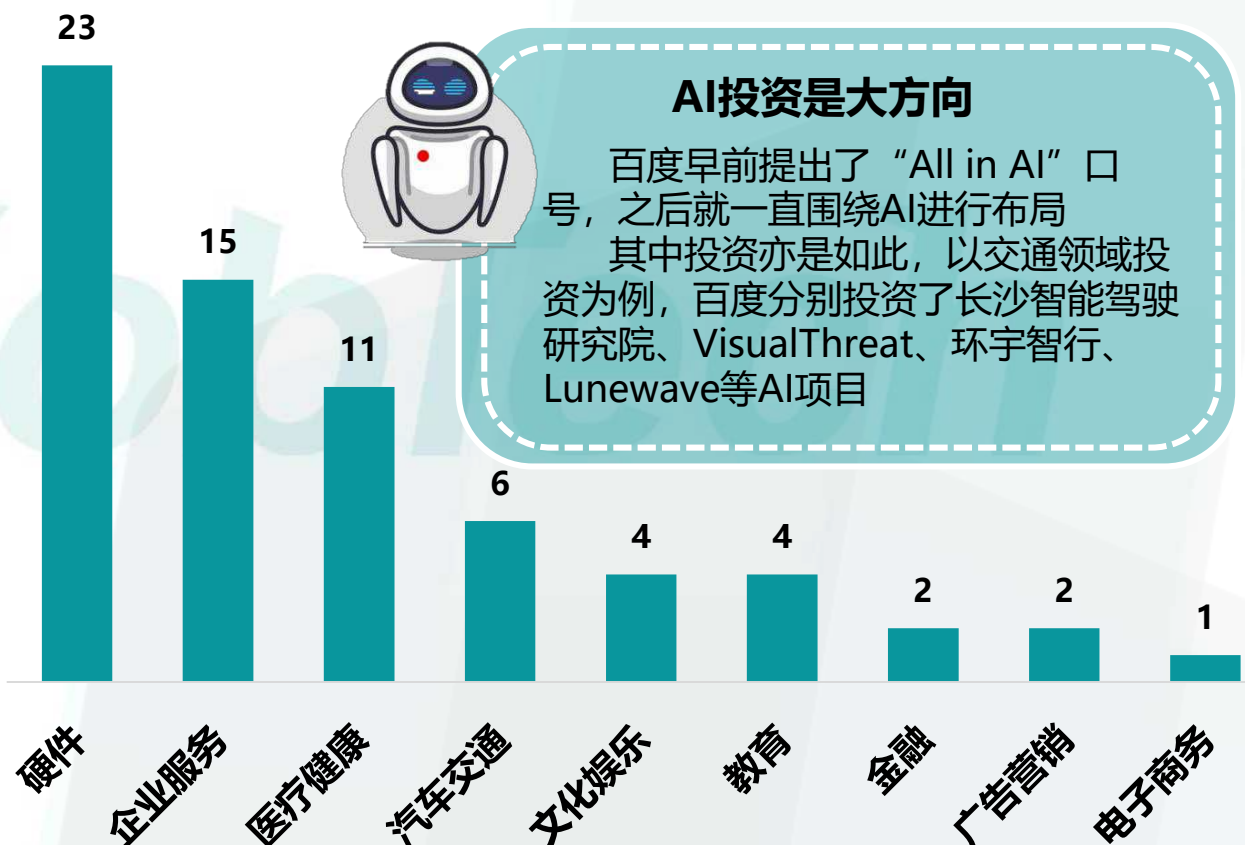 23
15
11
6
4
4
2
2
1
AI投资是大方向
百度早前提出了“All in AI”口
号，之后就一直围绕AI进行布局
其中投资亦是如此，以交通领域投
资为例，百度分别投资了长沙智能驾驶
研究院、VisualThreat、环宇智行、
Lunewave等AI项目
硬件
企业服务
医疗健康
汽车交通
文化娱乐
教育
金融
广告营销
电子商务